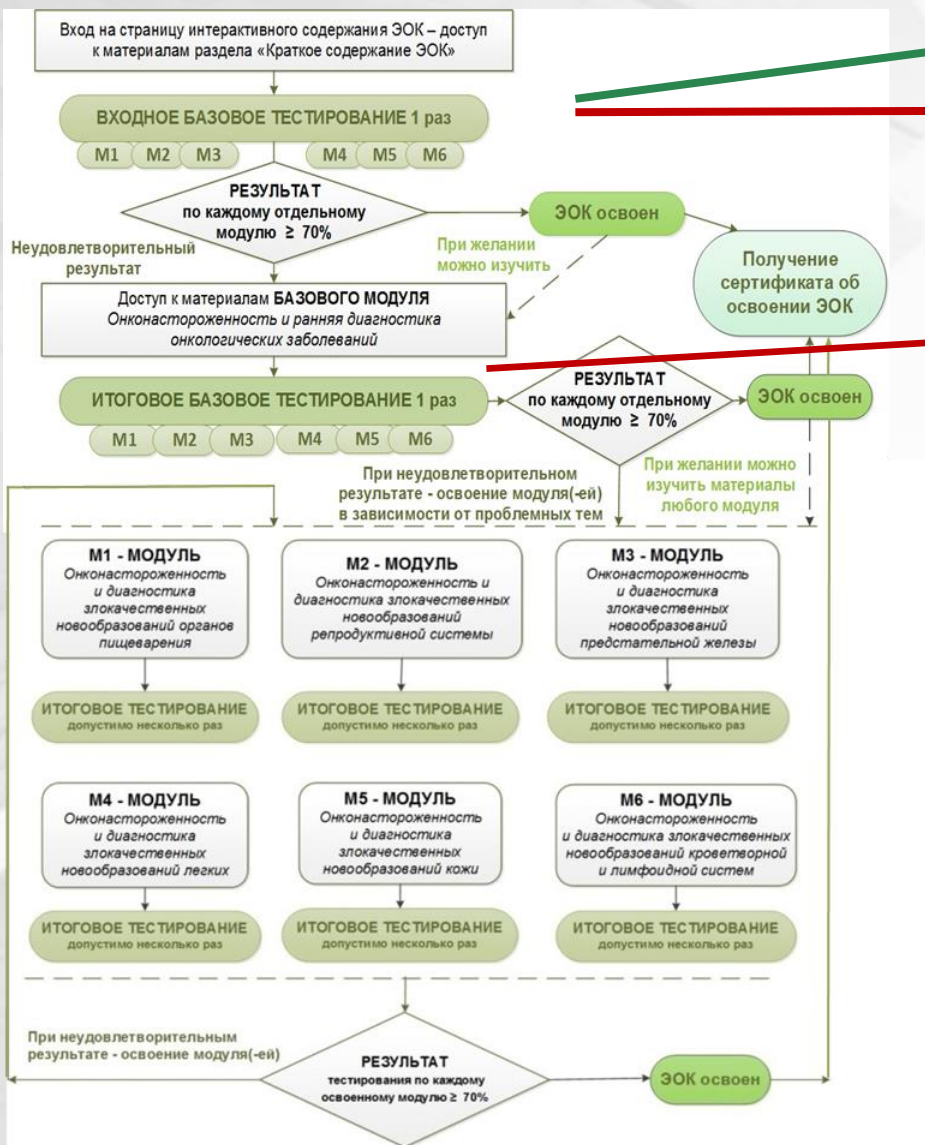 Вход на страницу интерактивного содержания ЭОК – доступ
к материалам раздела «Краткое содержание ЭОК»
ВХОДНОЕ БАЗОВОЕ ТЕСТИРОВАНИЕ 1 раз
М1 М2 М3 М4 М5 М6
РЕЗУЛЬТАТ
по каждому отдельному
модулю ≥ 70%
ЭОК освоен
Неудовлетворительный
результат
При желании
можно изучить
Получение
сертификата об
освоении ЭОК
Доступ к материалам БАЗОВОГО МОДУЛЯ
Онконастороженность и ранняя диагностика
онкологических заболеваний
ИТОГОВОЕ БАЗОВОЕ ТЕСТИРОВАНИЕ 1 раз
М1 М2 М3 М4 М5 М6
РЕЗУЛЬТАТ
по каждому отдельному
модулю ≥ 70%
ЭОК освоен
При неудовлетворительном
результате - освоение модуля(-ей)
в зависимости от проблемных тем
При желании можно
изучить материалы
любого модуля
М1 - МОДУЛЬ
Онконастороженность
и диагностика
злокачественных
новообразований органов
пищеварения
М2 - МОДУЛЬ
Онконастороженность и
диагностика злокачественных
новообразований
репродуктивной системы
М3 - МОДУЛЬ
Онконастороженность
и диагностика
злокачественных
новообразований
предстательной железы
ИТОГОВОЕ ТЕСТИРОВАНИЕ
допустимо несколько раз
ИТОГОВОЕ ТЕСТИРОВАНИЕ
допустимо несколько раз
ИТОГОВОЕ ТЕСТИРОВАНИЕ
допустимо несколько раз
М4 - МОДУЛЬ
Онконастороженность
и диагностика
злокачественных
новообразований легких
М5 - МОДУЛЬ
Онконастороженность
и диагностика
злокачественных
новообразований кожи
М6 - МОДУЛЬ
Онконастороженность
и диагностика злокачественных
новообразований кроветворной
и лимфоидной систем
ИТОГОВОЕ ТЕСТИРОВАНИЕ
допустимо несколько раз
ИТОГОВОЕ ТЕСТИРОВАНИЕ
допустимо несколько раз
ИТОГОВОЕ ТЕСТИРОВАНИЕ
допустимо несколько раз
При неудовлетворительным
результате - освоение модуля(-ей)
РЕЗУЛЬТАТ
тестирования по каждому
освоенному модулю ≥ 70%
ЭОК освоен